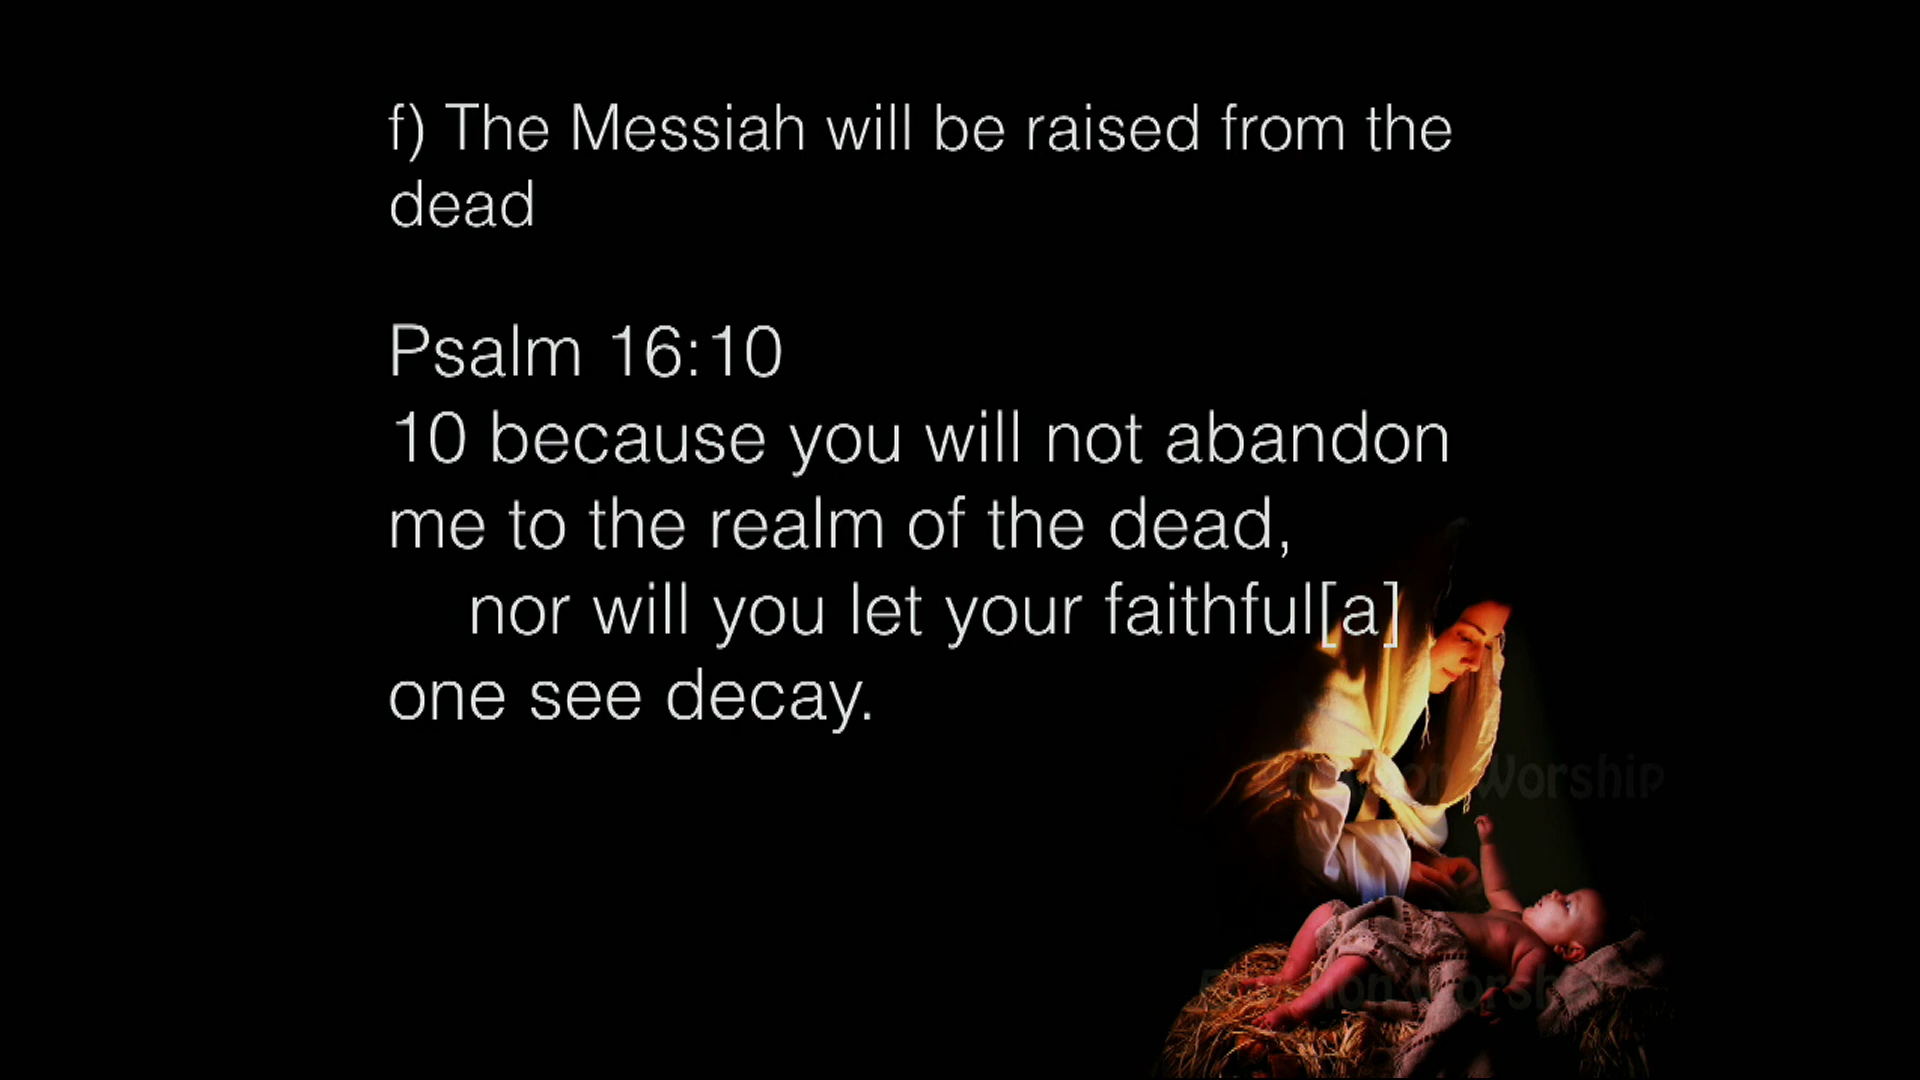 f) The Messiah will be raised from the
dead
Psalm 16:10
10 because you will not abandon
me to the realm of the dead,
nor will you let your faithful[a]
one see decay.
Worship